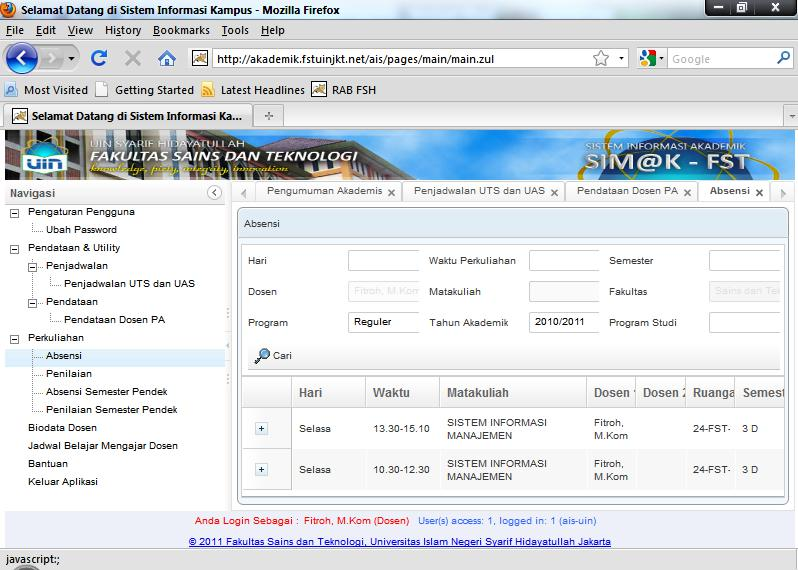 Selamat Datang di Sistem Informasi Kampus - Mozilla Firefox
File Edit View History Bookmarks Tools Help
http://akademik.fstuinjkt.net/ais/pages/main/main.zul Google
Most Visited Getting Started Latest Headlines RAB FSH
Selamat Datang di Sistem Informasi Ka...
UIN SYARIF HIDAYATULLAH
FAKULTAS SAINS DAN TEKNOLOGI
knowledge, piety, integrity, innovation
uin
SISTEM INFORMASI AKADEMIK
SIM@K - FST
Navigasi
Pengaturan Pengguna
Ubah Password
Pendataan & Utility
Penjadwalan
Penjadwalan UTS dan UAS
Pendataan
Pendataan Dosen PA
Perkuliahan
Absensi
Penilaian
Absensi Semester Pendek
Penilaian Semester Pendek
Biodata Dosen
Jadwal Belajar Mengajar Dosen
Bantuan
Keluar Aplikasi
Pengumuman Akademis Penjadwalan UTS dan UAS Pendataan Dosen PA Absensi
Absensi
Hari Waktu Perkuliahan Semester
Dosen Fitroh, M.Kom Matakuliah Fakultas Sains dan Tek
Program Reguler Tahun Akademik 2010/2011 Program Studi
Cari
Hari Waktu Matakuliah Dosen 1 Dosen 2 Ruanga Semest
Selasa 13.30-15.10 SISTEM INFORMASI MANAJEMEN Fitroh, M.Kom 24-FST- 3 D
Selasa 10.30-12.30 SISTEM INFORMASI MANAJEMEN Fitroh, M.Kom 24-FST- 3 D
Anda Login Sebagai : Fitroh, M.Kom (Dosen) User(s) access: 1, logged in: 1 (ais-uin)
© 2011 Fakultas Sains dan Teknologi, Universitas Islam Negeri Syarif Hidayatullah Jakarta
javascript:;